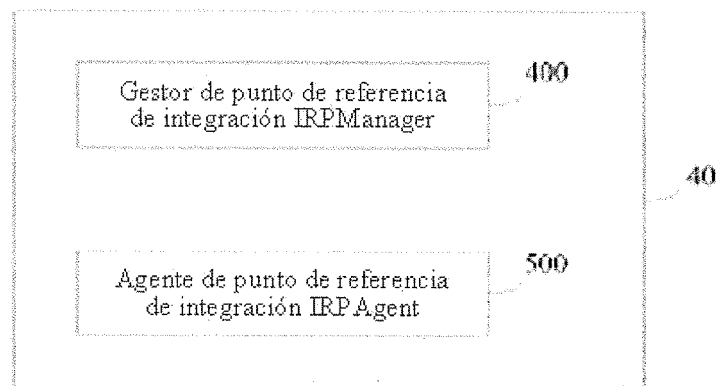 400
Gestor de punto de referencia
de integración IRPManager
40
500
Agente de punto de referencia
de integración IRPAgent